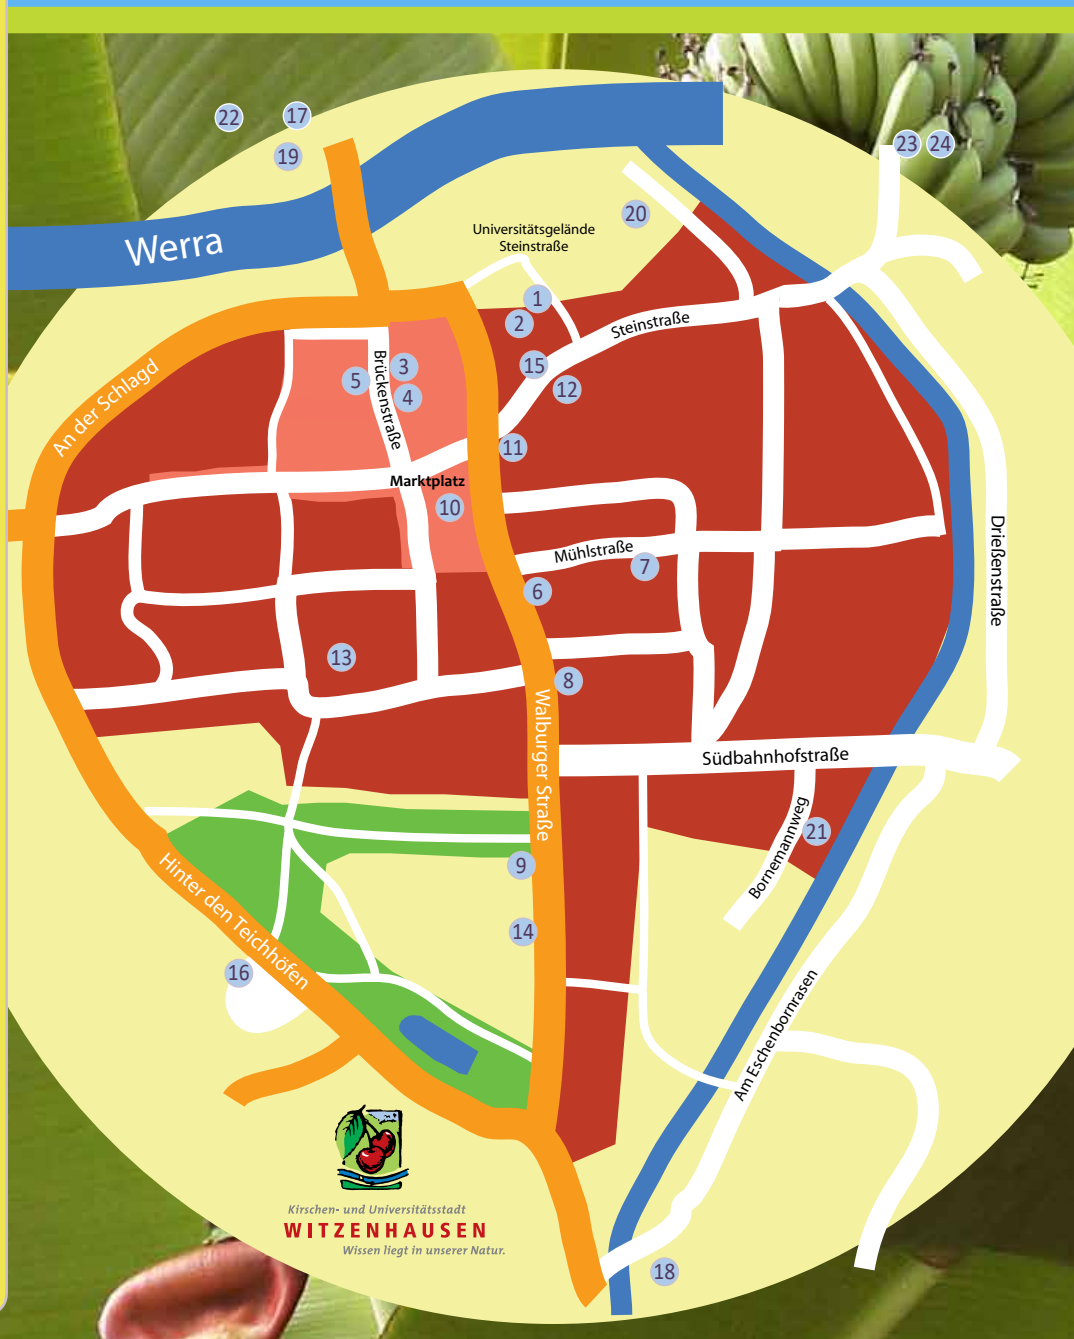 22
17
19
23
24
Werra
20
Universitätsgelände
Steinstraße
1
2
Steinstraße
An der Schlagd
Brückenstraße
3
5
4
15
12
11
Marktplatz
10
Mühlstraße
7
6
Drießenstraße
13
8
Walburger Straße
Südbahnhofstraße
Bornemannweg
21
9
Hinter den Teichhöfen
14
16
Am Eschenbornrasen
Kirschen- und Universitätsstadt
WITZENHAUSEN
Wissen liegt in unserer Natur.
18